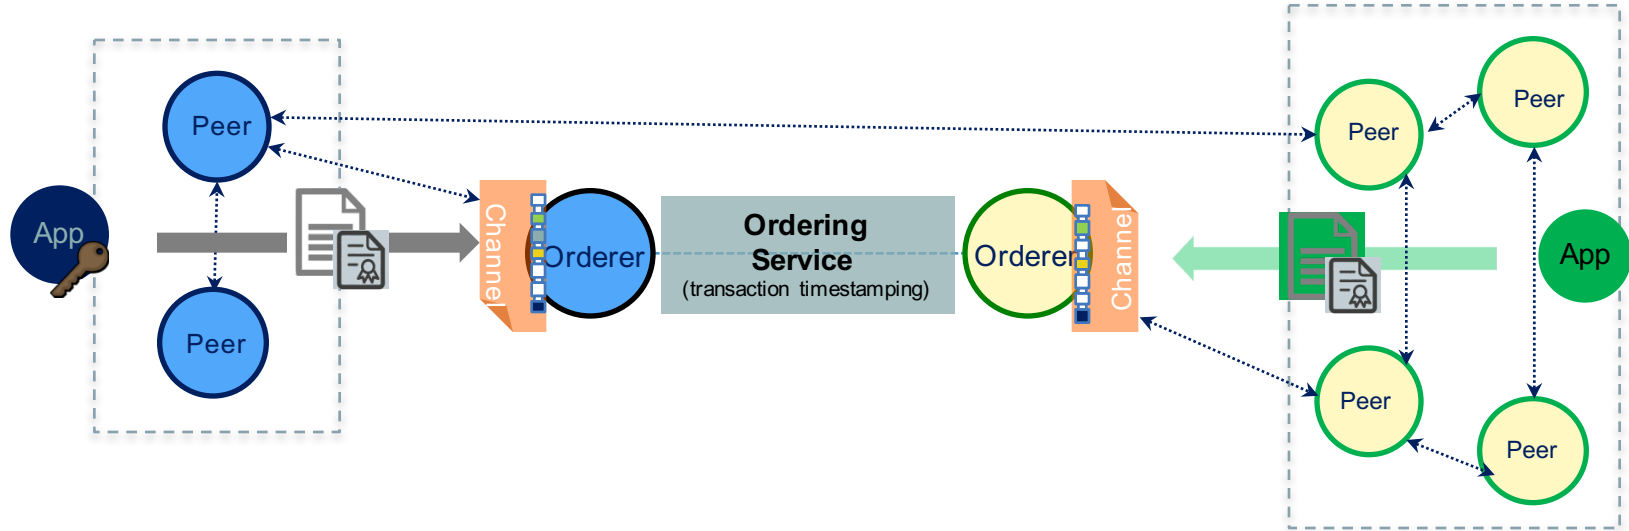 App
Peer
Peer
Channel
Orderer
Ordering
Service
(transaction timestamping)
Orderer
Channel
Peer
Peer
Peer
Peer
App